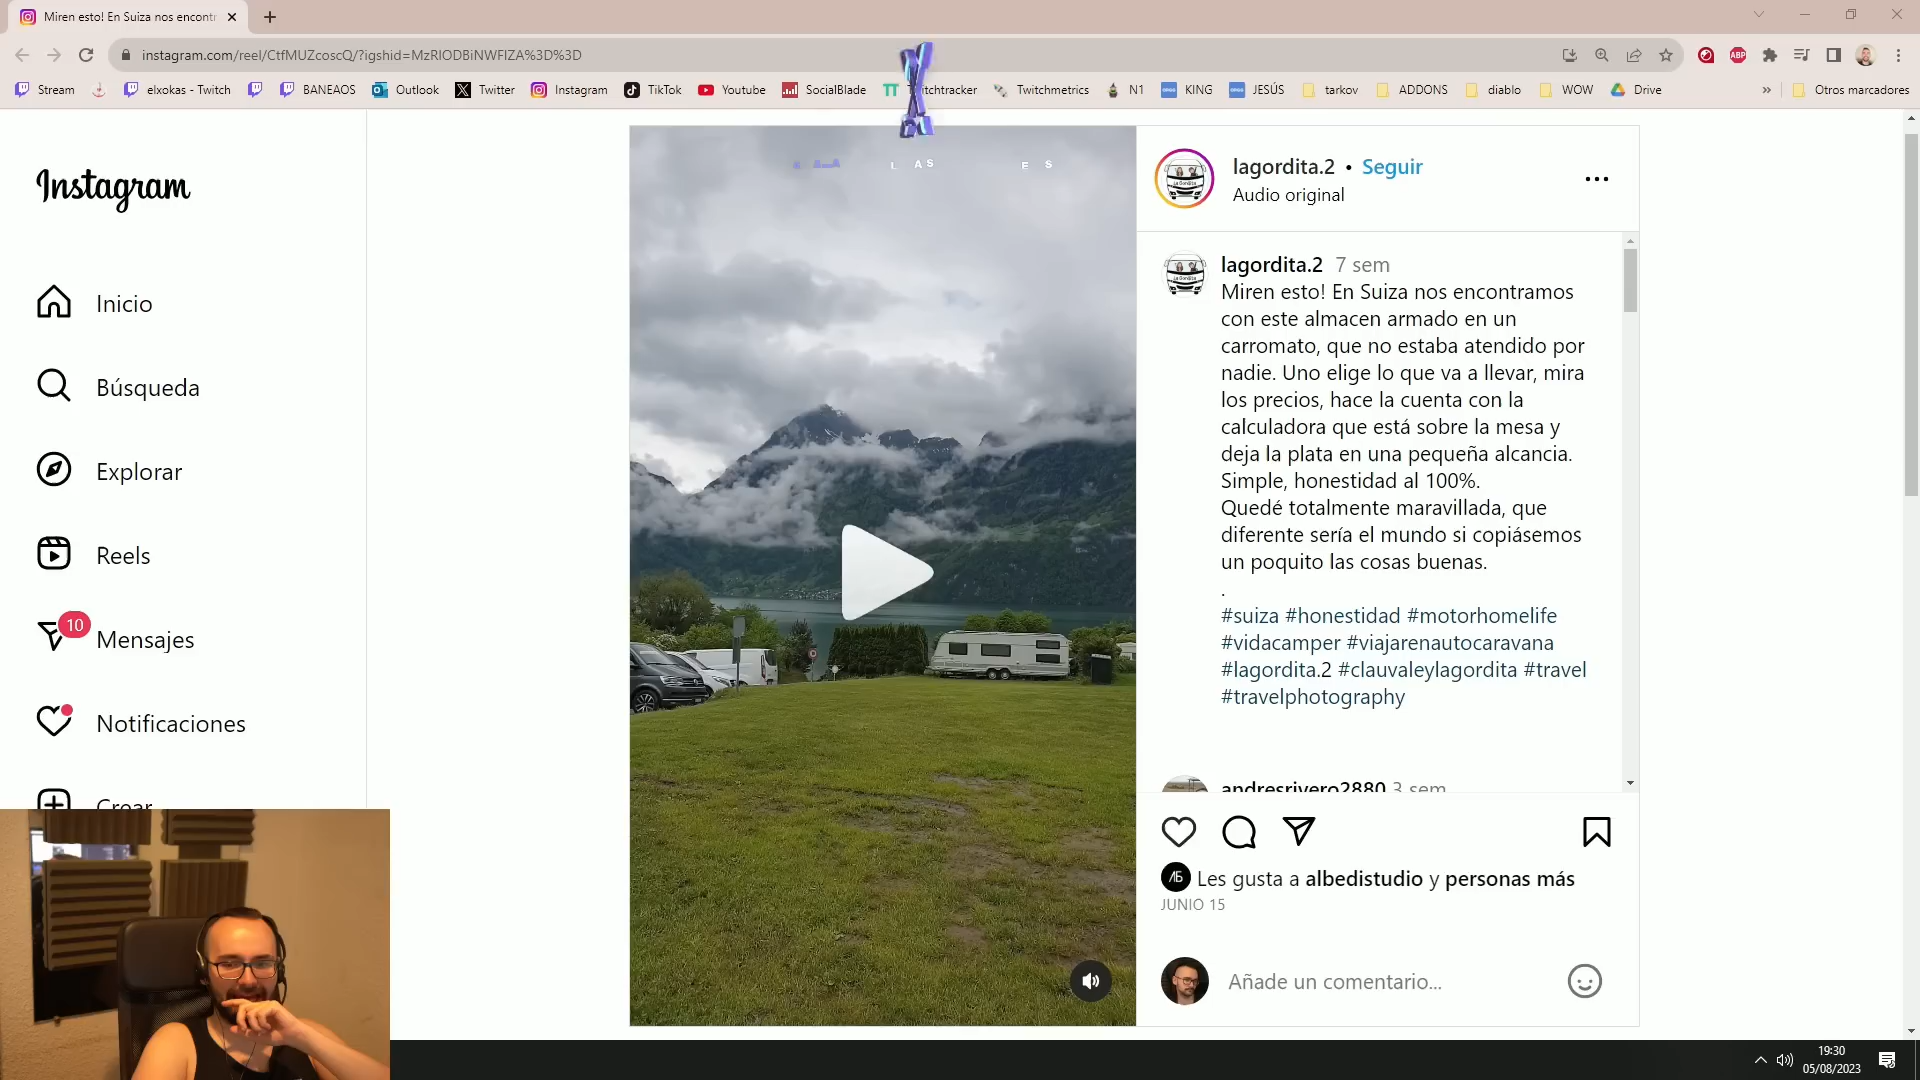 Miren esto! En Suiza nos encontr
instagram.com/reel/CtfMUZcoscQ/?igshid=MzRlODBiNWFlZA%3D%3D
Stream
elxokas - Twitch
BANEAOS
Outlook
Twitter
Instagram
TikTok
Youtube
SocialBlade
Twitchmetrics
N1
KING
JESÚS
tarkov
ADDONS
diablo
WOW
Drive
Otros marcadores
Instagram
Inicio
Búsqueda
Explorar
Reels
10
Mensajes
Notificaciones
Crear
lagordita.2 • Seguir
Audio original
lagordita.2 7 sem
Miren esto! En Suiza nos encontramos
con este almacen armado en un
carromato, que no estaba atendido por
nadie. Uno elige lo que va a llevar, mira
los precios, hace la cuenta con la
calculadora que está sobre la mesa y
deja la plata en una pequeña alcancia.
Simple, honestidad al 100%.
Quedé totalmente maravillada, que
diferente sería el mundo si copiásemos
un poquito las cosas buenas.
.
#suiza #honestidad #motorhomelife
#vidacamper #viajarenautocaravana
#lagordita.2 #clauvaleylagordita #travel
#travelphotography
andresrivero2880 3 sem
Les gusta a albedistudio y personas más
JUNIO 15
Añade un comentario...
19:30
05/08/2023